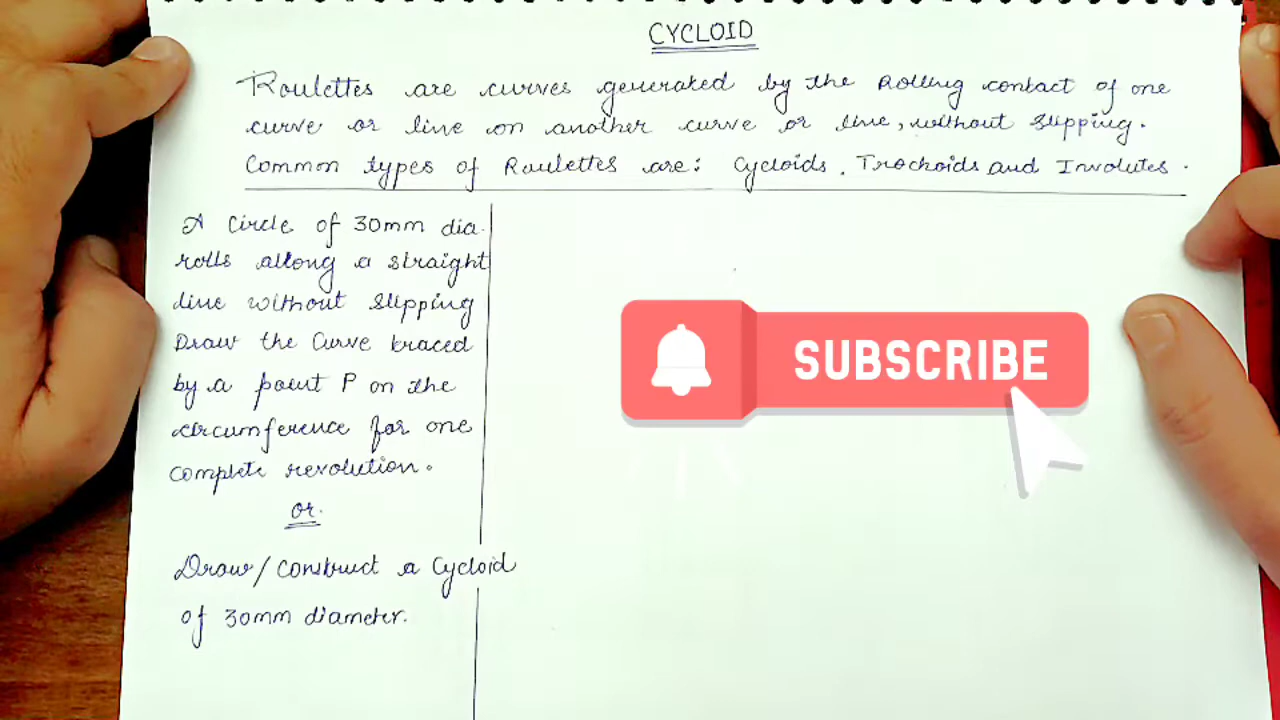 CYCLOID
Roulettes are curves generated by the Rolling contact of one
curve or line on another curve or line, without slipping.
Common types of Roulettes are: Cycloids, Trochoids and Involutes.
A Circle of 30mm dia.
rolls allong a straight
line without slipping
Draw the Curve traced
by a point P on the
circumference for one
complete revolution.
or.
Draw/construct a Cycloid
of 30mm diameter.
SUBSCRIBE